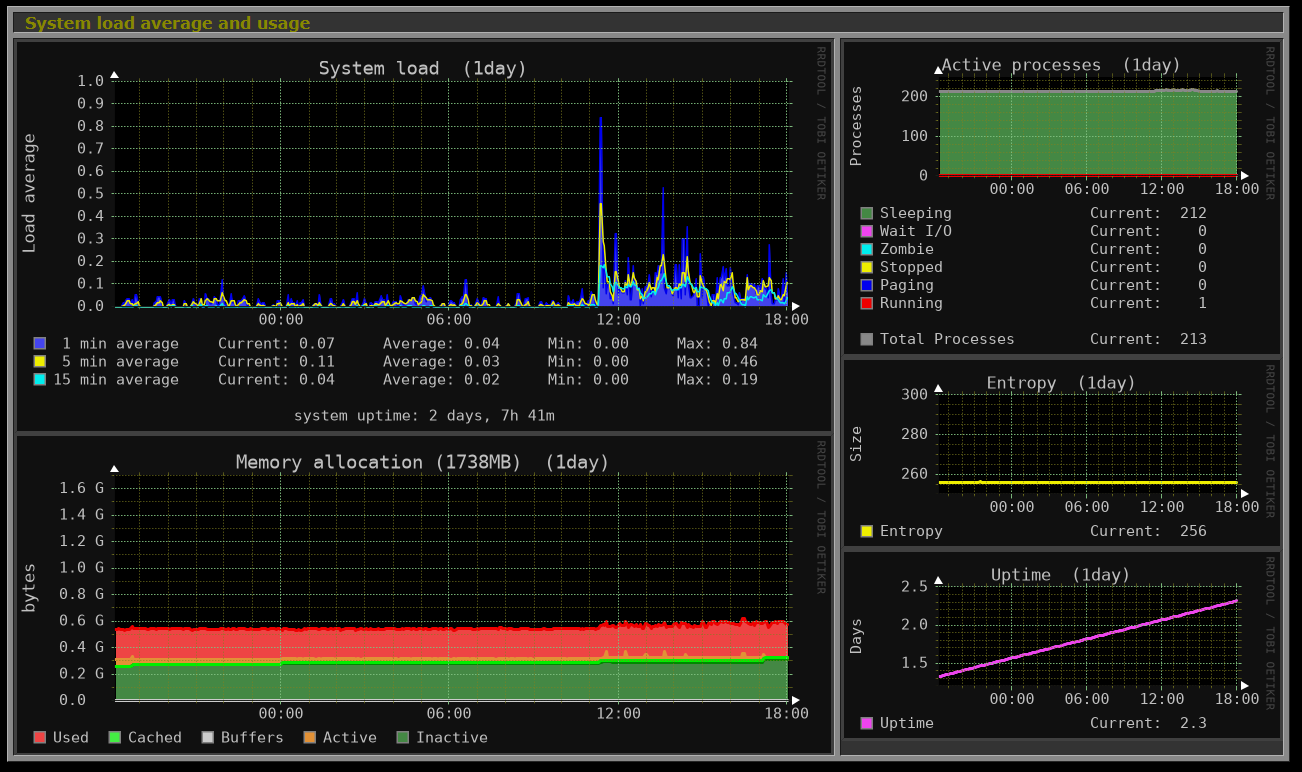 System load average and usage
System load  (1day)
RRDTOOL / TOBI OETIKER
Load average
1.0
0.9
0.8
0.7
0.6
0.5
0.4
0.3
0.2
0.1
0.0
00:00 06:00 12:00 18:00
1 min average Current: 0.07 Average: 0.04 Min: 0.00 Max: 0.84
5 min average Current: 0.11 Average: 0.03 Min: 0.00 Max: 0.46
15 min average Current: 0.04 Average: 0.02 Min: 0.00 Max: 0.19
system uptime: 2 days, 7h 41m
Memory allocation (1738MB)  (1day)
RRDTOOL / TOBI OETIKER
bytes
1.6 G
1.4 G
1.2 G
1.0 G
0.8 G
0.6 G
0.4 G
0.2 G
0.0
00:00 06:00 12:00 18:00
Used Cached Buffers Active Inactive
Active processes  (1day)
RRDTOOL / TOBI OETIKER
Processes
200
100
0
00:00 06:00 12:00 18:00
Sleeping Current: 212
Wait I/O Current: 0
Zombie Current: 0
Stopped Current: 0
Paging Current: 0
Running Current: 1
Total Processes Current: 213
Entropy  (1day)
RRDTOOL / TOBI OETIKER
Size
300
280
260
00:00 06:00 12:00 18:00
Entropy Current: 256
Uptime  (1day)
RRDTOOL / TOBI OETIKER
Days
2.5
2.0
1.5
00:00 06:00 12:00 18:00
Uptime Current: 2.3